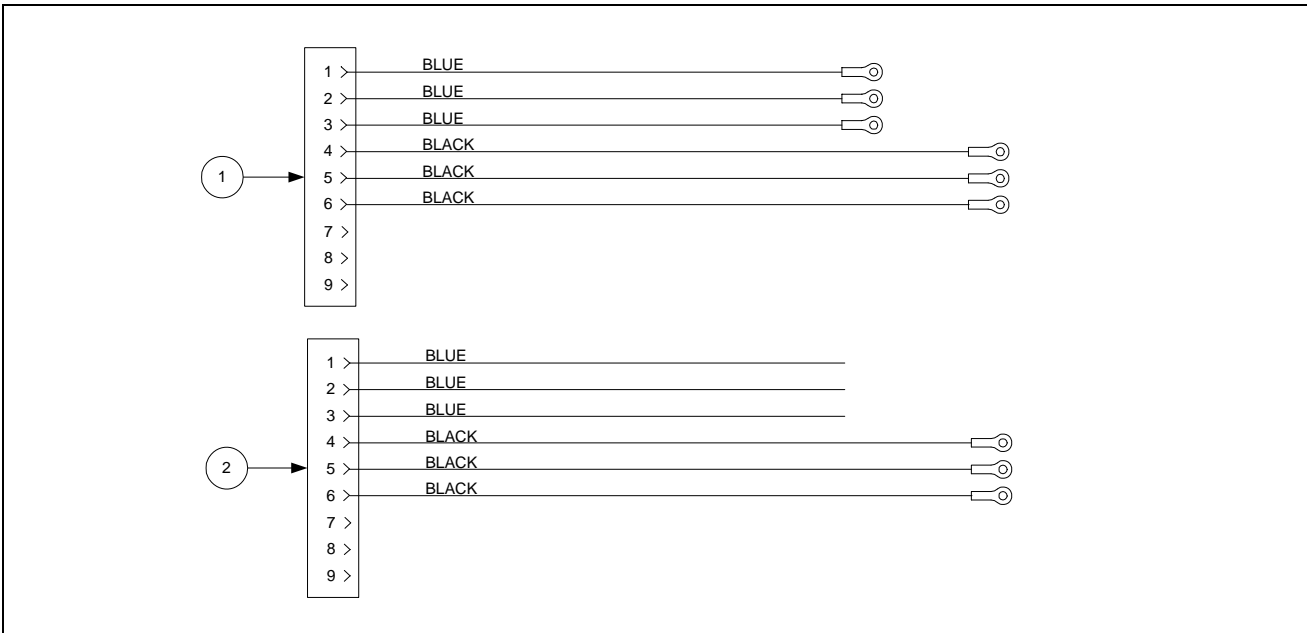 1 BLUE
2 BLUE
3 BLUE
4 BLACK
1
5 BLACK
6 BLACK
7
8
9
1 BLUE
2 BLUE
3 BLUE
4 BLACK
2
5 BLACK
6 BLACK
7
8
9